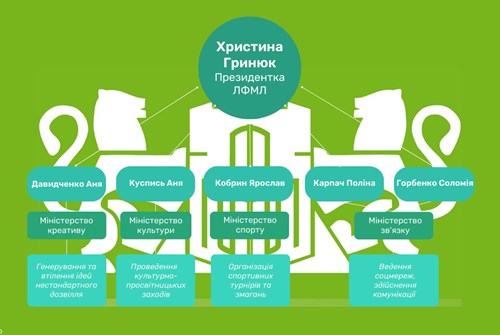 Христина
Гринюк
Президентка
ЛФМЛ
Давидченко Аня
Куспись Аня
Кобрин Ярослав
Карпач Поліна
Горбенко Соломія
Міністерство
креативу
Міністерство
культури
Міністерство
спорту
Міністерство
зв'язку
Генерування та
втілення ідей
нестандартного
дозвілля
Проведення
культурно-
просвітницьких
заходів
Організація
спортивних
турнірів та
змагань
Ведення
соцмереж,
здійснення
комунікації